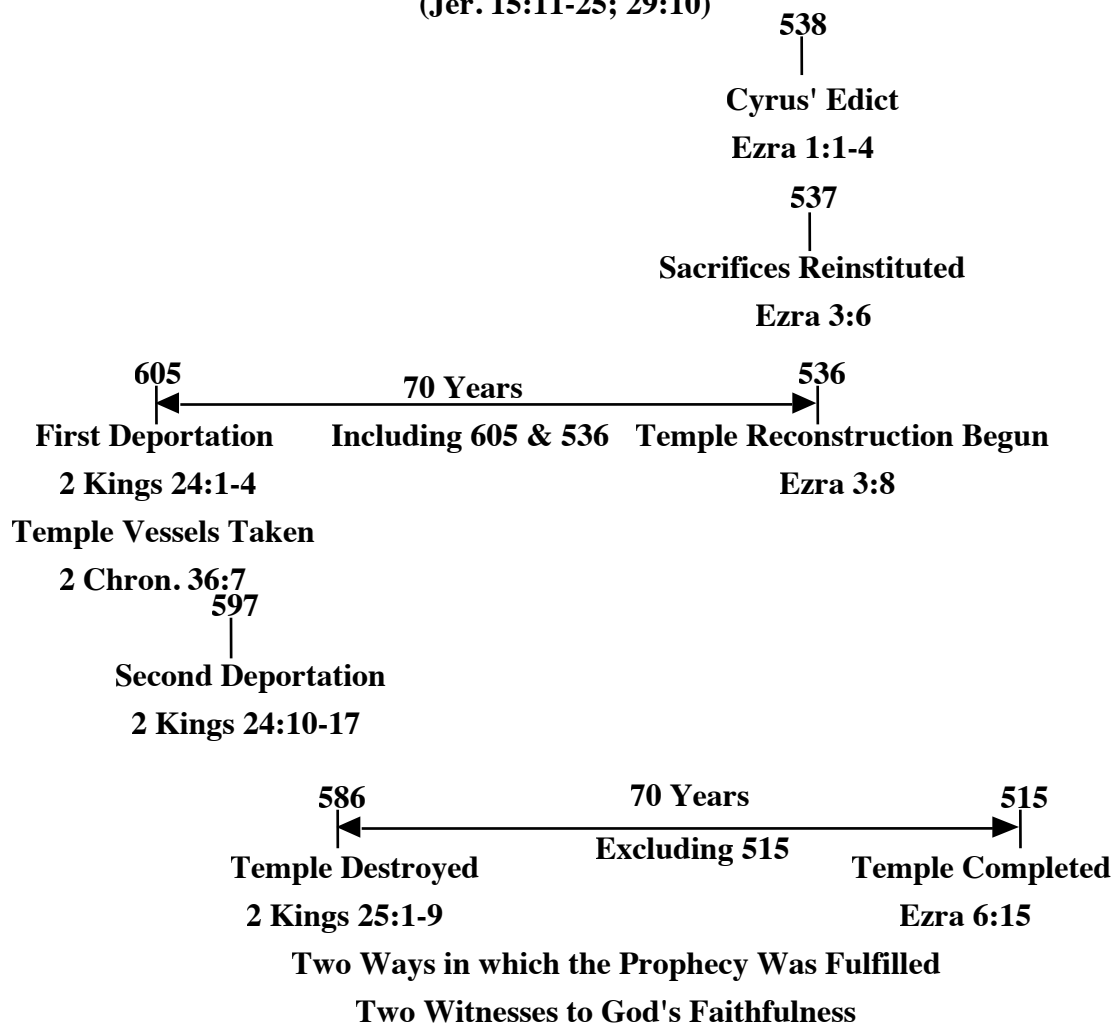 (Jer. 15:11-25; 29:10)
538
Cyrus' Edict
Ezra 1:1-4
537
Sacrifices Reinstituted
Ezra 3:6
605 536
70 Years
First Deportation Including 605 & 536 Temple Reconstruction Begun
2 Kings 24:1-4 Ezra 3:8
Temple Vessels Taken
2 Chron. 36:7
597
Second Deportation
2 Kings 24:10-17
586 70 Years 515
Excluding 515
Temple Destroyed Temple Completed
2 Kings 25:1-9 Ezra 6:15
Two Ways in which the Prophecy Was Fulfilled
Two Witnesses to God's Faithfulness